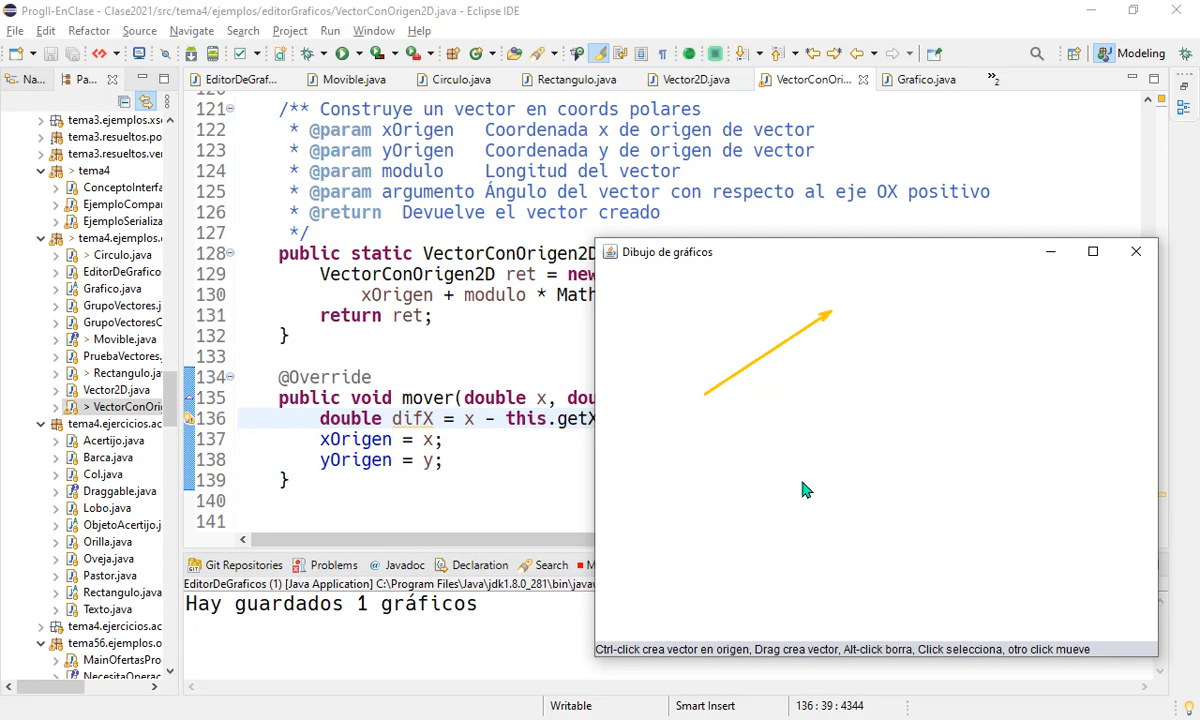 ProgII-EnClase - Clase2021/src/tema4/ejemplos/editorGraficos/VectorConOrigen2D.java - Eclipse IDE
File Edit Refactor Source Navigate Search Project Run Window Help
Modeling
Na... Pa...
EditorDeGraf... Movible.java Circulo.java Rectangulo.java Vector2D.java VectorConOri... Grafico.java »2
tema3.ejemplos.xs
tema3.resueltos.po
tema3.resueltos.ver
> tema4
ConceptoInterfa
EjemploCompar
EjemploSerializa
> tema4.ejemplos.
> Circulo.java
EditorDeGrafico
Grafico.java
GrupoVectores.j
GrupoVectoresC
> Movible.java
PruebaVectores.
> Rectangulo.ja
Vector2D.java
> VectorConOri
tema4.ejercicios.ac
Acertijo.java
Barca.java
Col.java
Draggable.java
Lobo.java
ObjetoAcertijo.j
Orilla.java
Oveja.java
Pastor.java
Rectangulo.java
Texto.java
tema4.ejercicios.ac
tema56.ejemplos.o
MainOfertasPro
NecesitaOperac
120
121 /** Construye un vector en coords polares
122 * @param xOrigen Coordenada x de origen de vector
123 * @param yOrigen Coordenada y de origen de vector
124 * @param modulo Longitud del vector
125 * @param argumento Ángulo del vector con respecto al eje OX positivo
126 * @return Devuelve el vector creado
127 */
128 public static VectorConOrigen2D
129 VectorConOrigen2D ret = new
130 xOrigen + modulo * Math
131 return ret;
132 }
133
134 @Override
135 public void mover(double x, dou
136 double difX = x - this.getX
137 xOrigen = x;
138 yOrigen = y;
139 }
140
141
Dibujo de gráficos
Ctrl-click crea vector en origen, Drag crea vector, Alt-click borra, Click selecciona, otro click mueve
Git Repositories Problems @ Javadoc Declaration Search M
EditorDeGraficos (1) [Java Application] C:\Program Files\Java\jdk1.8.0_281\bin\javaw
Hay guardados 1 gráficos
Writable Smart Insert 136 : 39 : 4344